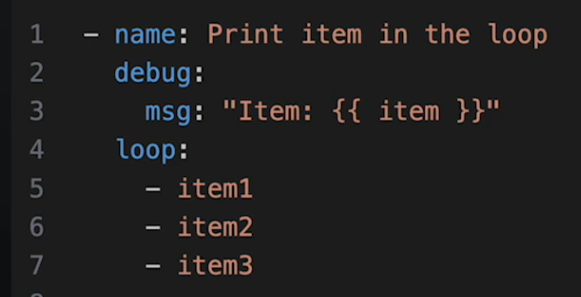 1 - name: Print item in the loop
2 debug:
3 msg: "Item: {{ item }}"
4 loop:
5 - item1
6 - item2
7 - item3